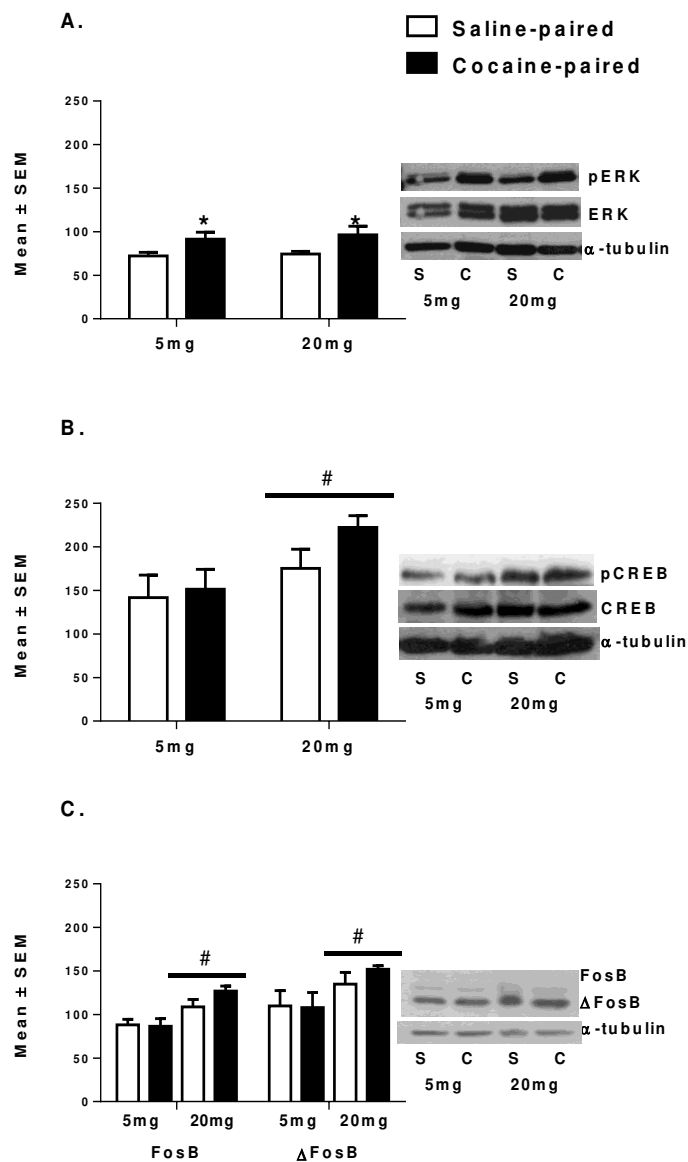 A.
Saline-paired
Cocaine-paired
Mean ± SEM
250
200
150
100
50
0
*
*
5mg
20mg
pERK
ERK
α-tubulin
S C S C
5mg 20mg
B.
Mean ± SEM
250
200
150
100
50
0
#
5mg
20mg
pCREB
CREB
α-tubulin
S C S C
5mg 20mg
C.
Mean ± SEM
250
200
150
100
50
0
#
#
5mg 20mg 5mg 20mg
FosB ΔFosB
FosB
ΔFosB
α-tubulin
S C S C
5mg 20mg